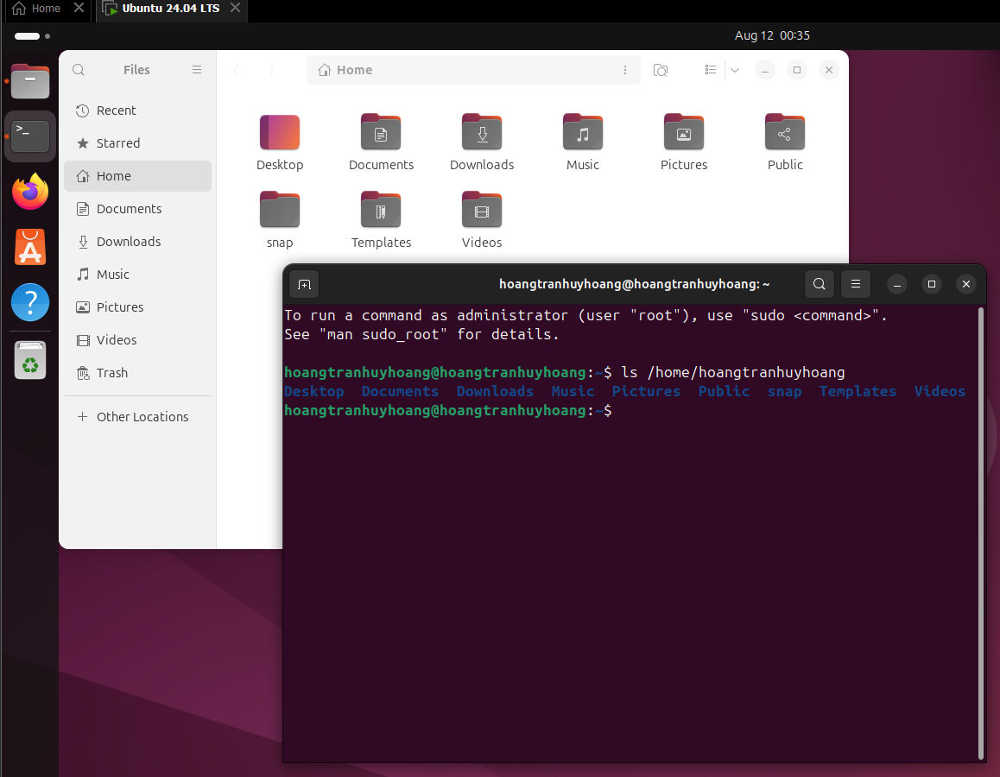 Home
Ubuntu 24.04 LTS
Aug 12 00:35
Files
Home
Recent
Starred
Home
Documents
Downloads
Music
Pictures
Videos
Trash
Other Locations
Desktop Documents Downloads Music Pictures Public
snap Templates Videos
hoangtranhuyhoang@hoangtranhuyhoang: ~
To run a command as administrator (user "root"), use "sudo <command>".
See "man sudo_root" for details.
hoangtranhuyhoang@hoangtranhuyhoang:~$ ls /home/hoangtranhuyhoang
Desktop Documents Downloads Music Pictures Public snap Templates Videos
hoangtranhuyhoang@hoangtranhuyhoang:~$